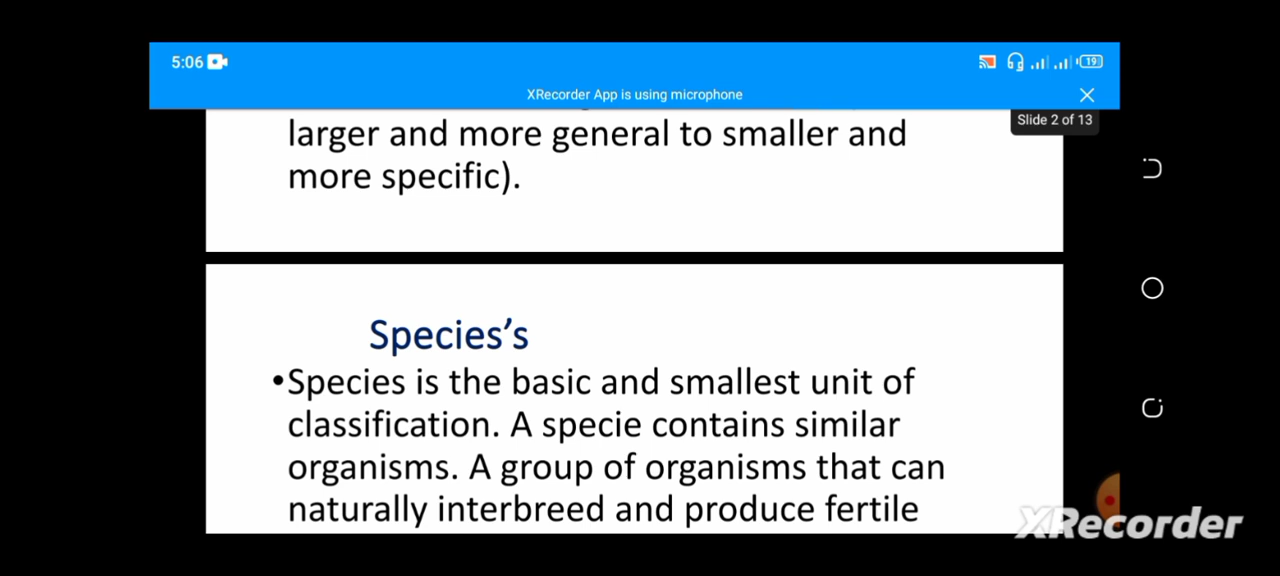 5:06
19
XRecorder App is using microphone
Slide 2 of 13
larger and more general to smaller and
more specific).
Species's
•Species is the basic and smallest unit of
classification. A specie contains similar
organisms. A group of organisms that can
naturally interbreed and produce fertile
XRecorder